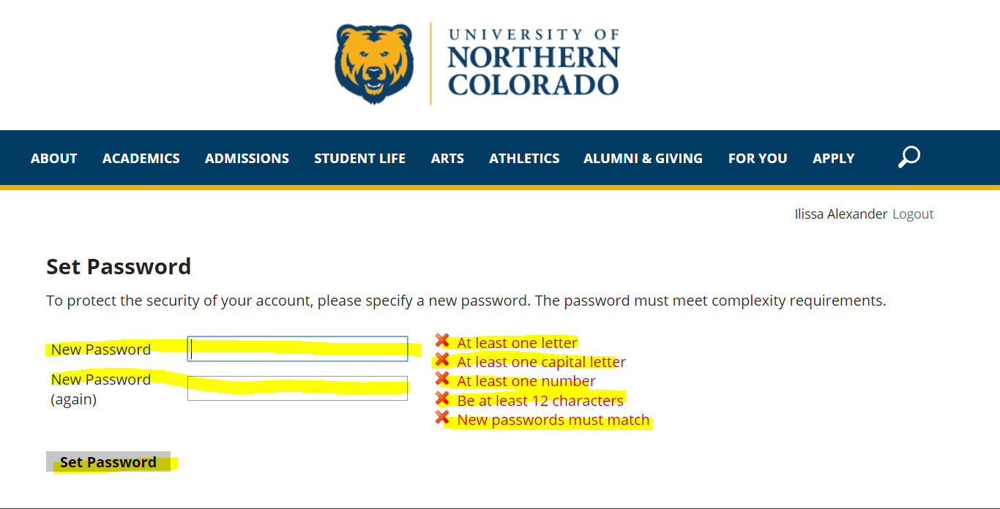 UNIVERSITY OF
NORTHERN
COLORADO
ABOUT ACADEMICS ADMISSIONS STUDENT LIFE ARTS ATHLETICS ALUMNI & GIVING FOR YOU APPLY
Ilissa Alexander Logout
Set Password
To protect the security of your account, please specify a new password. The password must meet complexity requirements.
New Password
New Password
(again)
At least one letter
At least one capital letter
At least one number
Be at least 12 characters
New passwords must match
Set Password